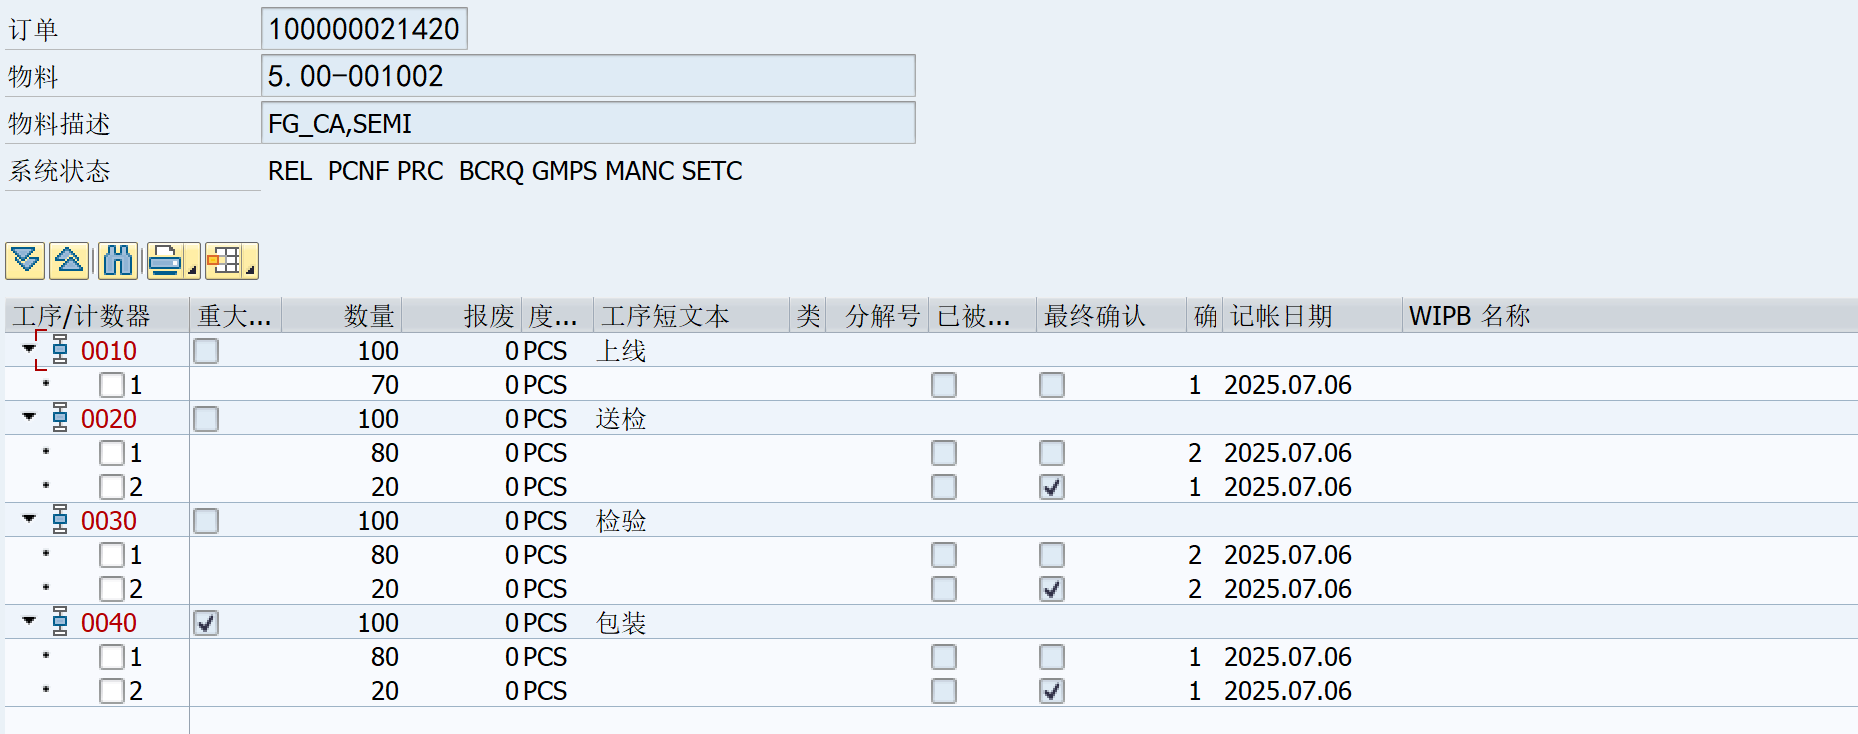 订单 100000021420
物料 5.00-001002
物料描述 FG_CA,SEMI
系统状态 REL PCNF PRC BCRQ GMPS MANC SETC
工序/计数器 重大... 数量 报废 度... 工序短文本 类 分解号 已被... 最终确认 确 记帐日期 WIPB 名称
0010 100 0 PCS 上线
1 70 0 PCS 1 2025.07.06
0020 100 0 PCS 送检
1 80 0 PCS 2 2025.07.06
2 20 0 PCS 1 2025.07.06
0030 100 0 PCS 检验
1 80 0 PCS 2 2025.07.06
2 20 0 PCS 2 2025.07.06
0040 100 0 PCS 包装
1 80 0 PCS 1 2025.07.06
2 20 0 PCS 1 2025.07.06